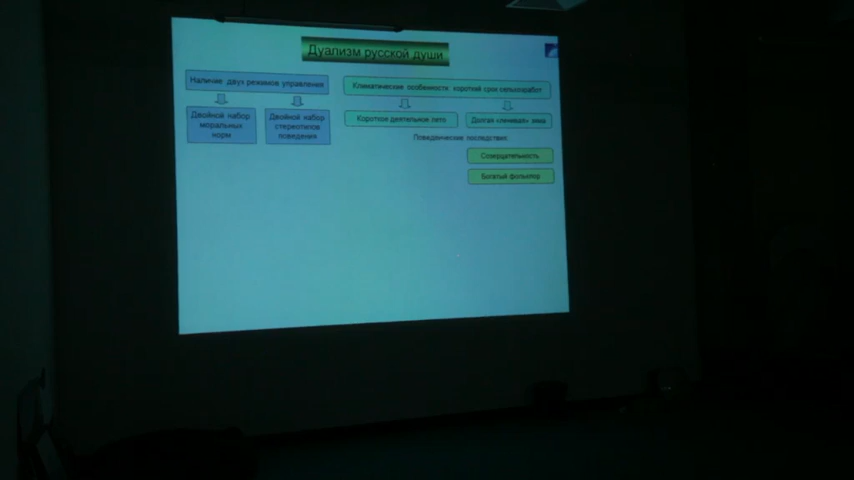 Дуализм русской души
Наличие двух режимов управления
Климатические особенности: короткий срок сельхозработ
Двойной набор
моральных
норм
Двойной набор
стереотипов
поведения
Короткое деятельное лето
Долгая «ленивая» зима
Поведенческие последствия
Созерцательность
Богатый фольклор